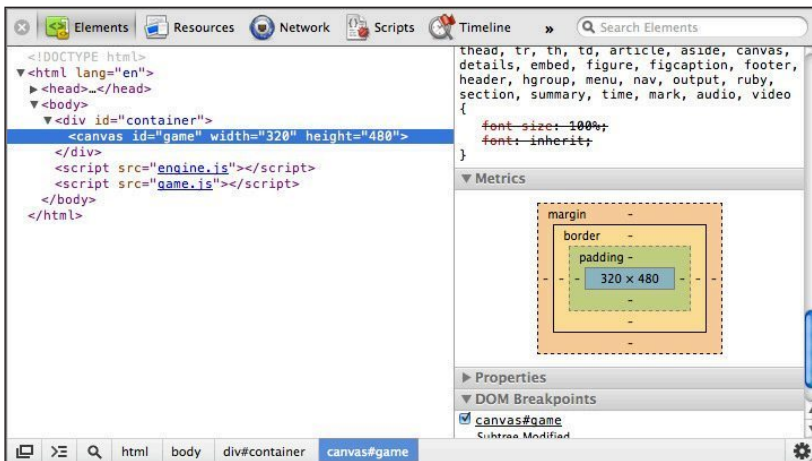 Elements Resources Network Scripts Timeline » Search Elements
<!DOCTYPE html>
▼<html lang="en">
▶<head>…</head>
▼<body>
▼<div id="container">
<canvas id="game" width="320" height="480">
</div>
<script src="engine.js"></script>
<script src="game.js"></script>
</body>
</html>
thead, tr, th, td, article, aside, canvas,
details, embed, figure, figcaption, footer,
header, hgroup, menu, nav, output, ruby,
section, summary, time, mark, audio, video
{
font-size: 100%;
font: inherit;
}
▼ Metrics
margin -
border -
padding -
- - - 320 × 480 - - -
-
-
-
▶ Properties
▼ DOM Breakpoints
canvas#game
Subtree Modified
html body div#container canvas#game